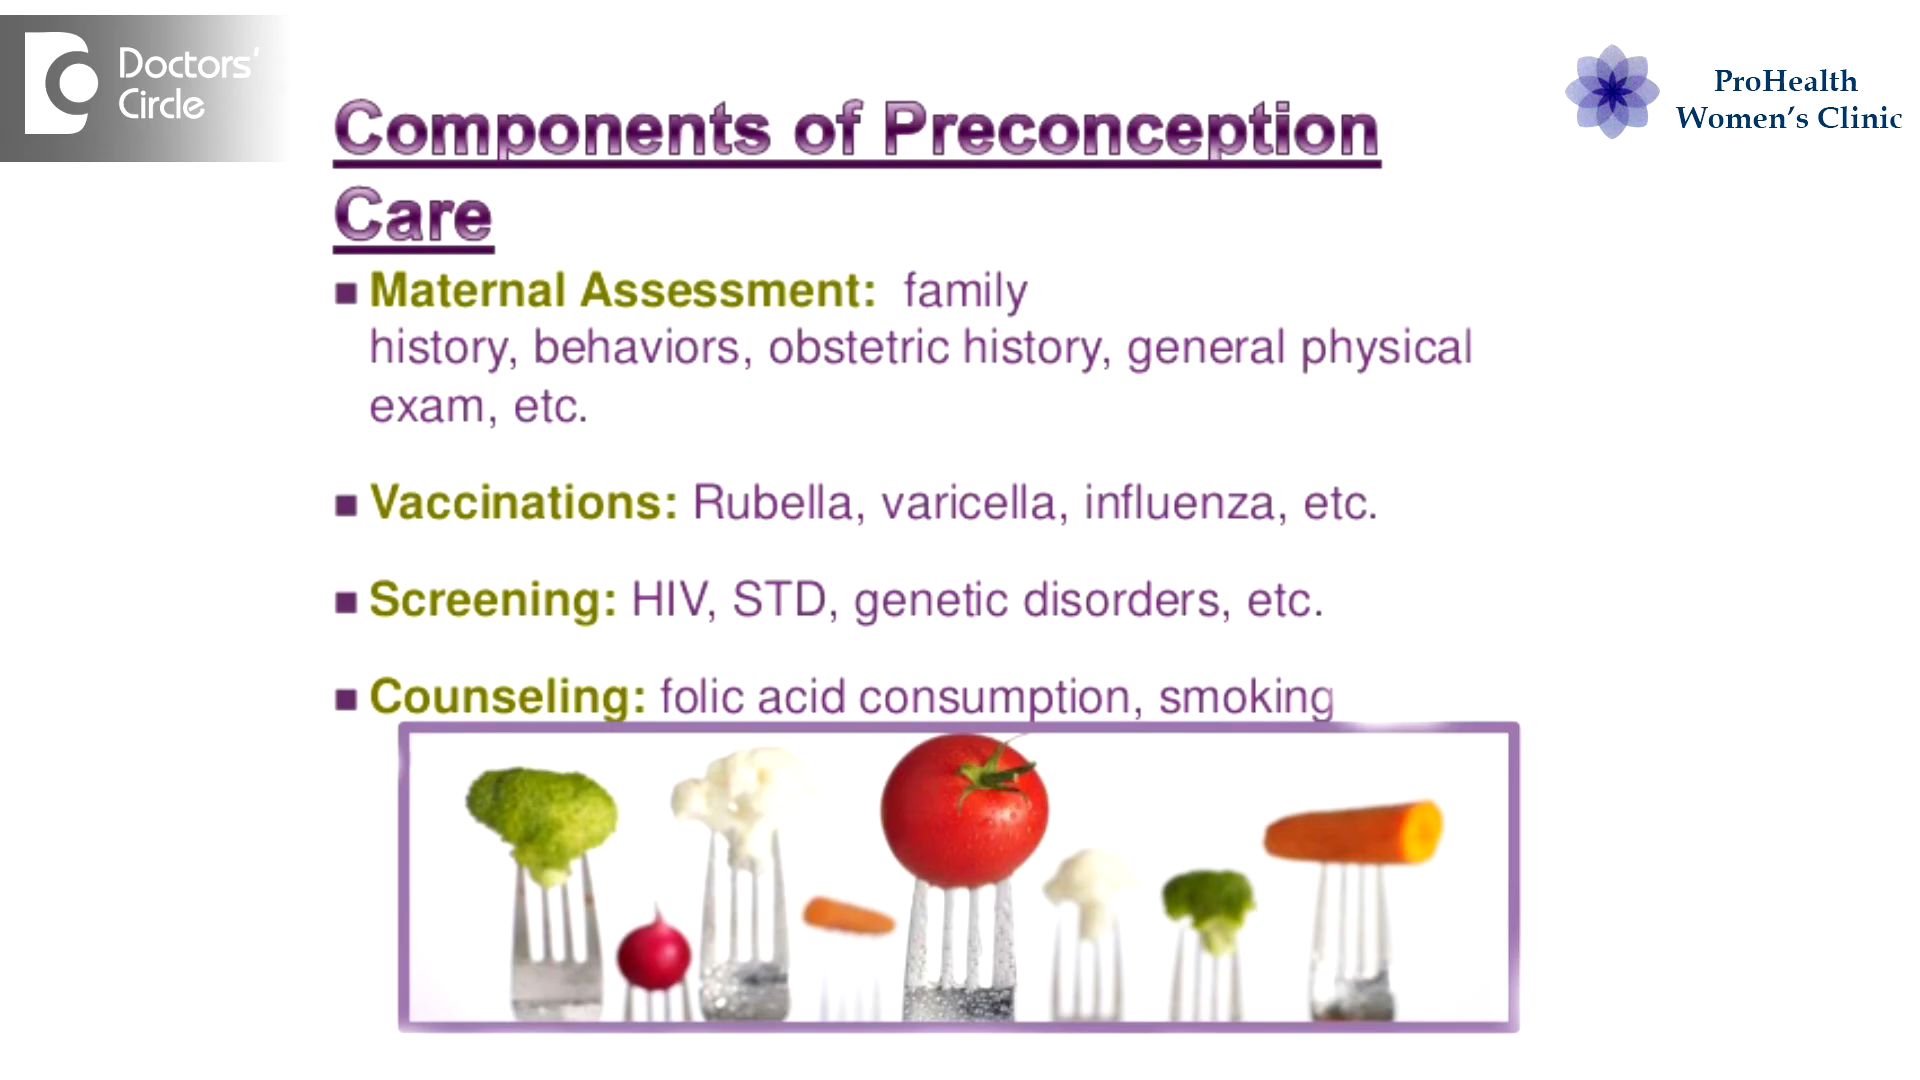 Doctors'
Circle
ProHealth
Women's Clinic
Components of Preconception
Care
Maternal Assessment: family
history, behaviors, obstetric history, general physical
exam, etc.
Vaccinations: Rubella, varicella, influenza, etc.
Screening: HIV, STD, genetic disorders, etc.
Counseling: folic acid consumption, smoking